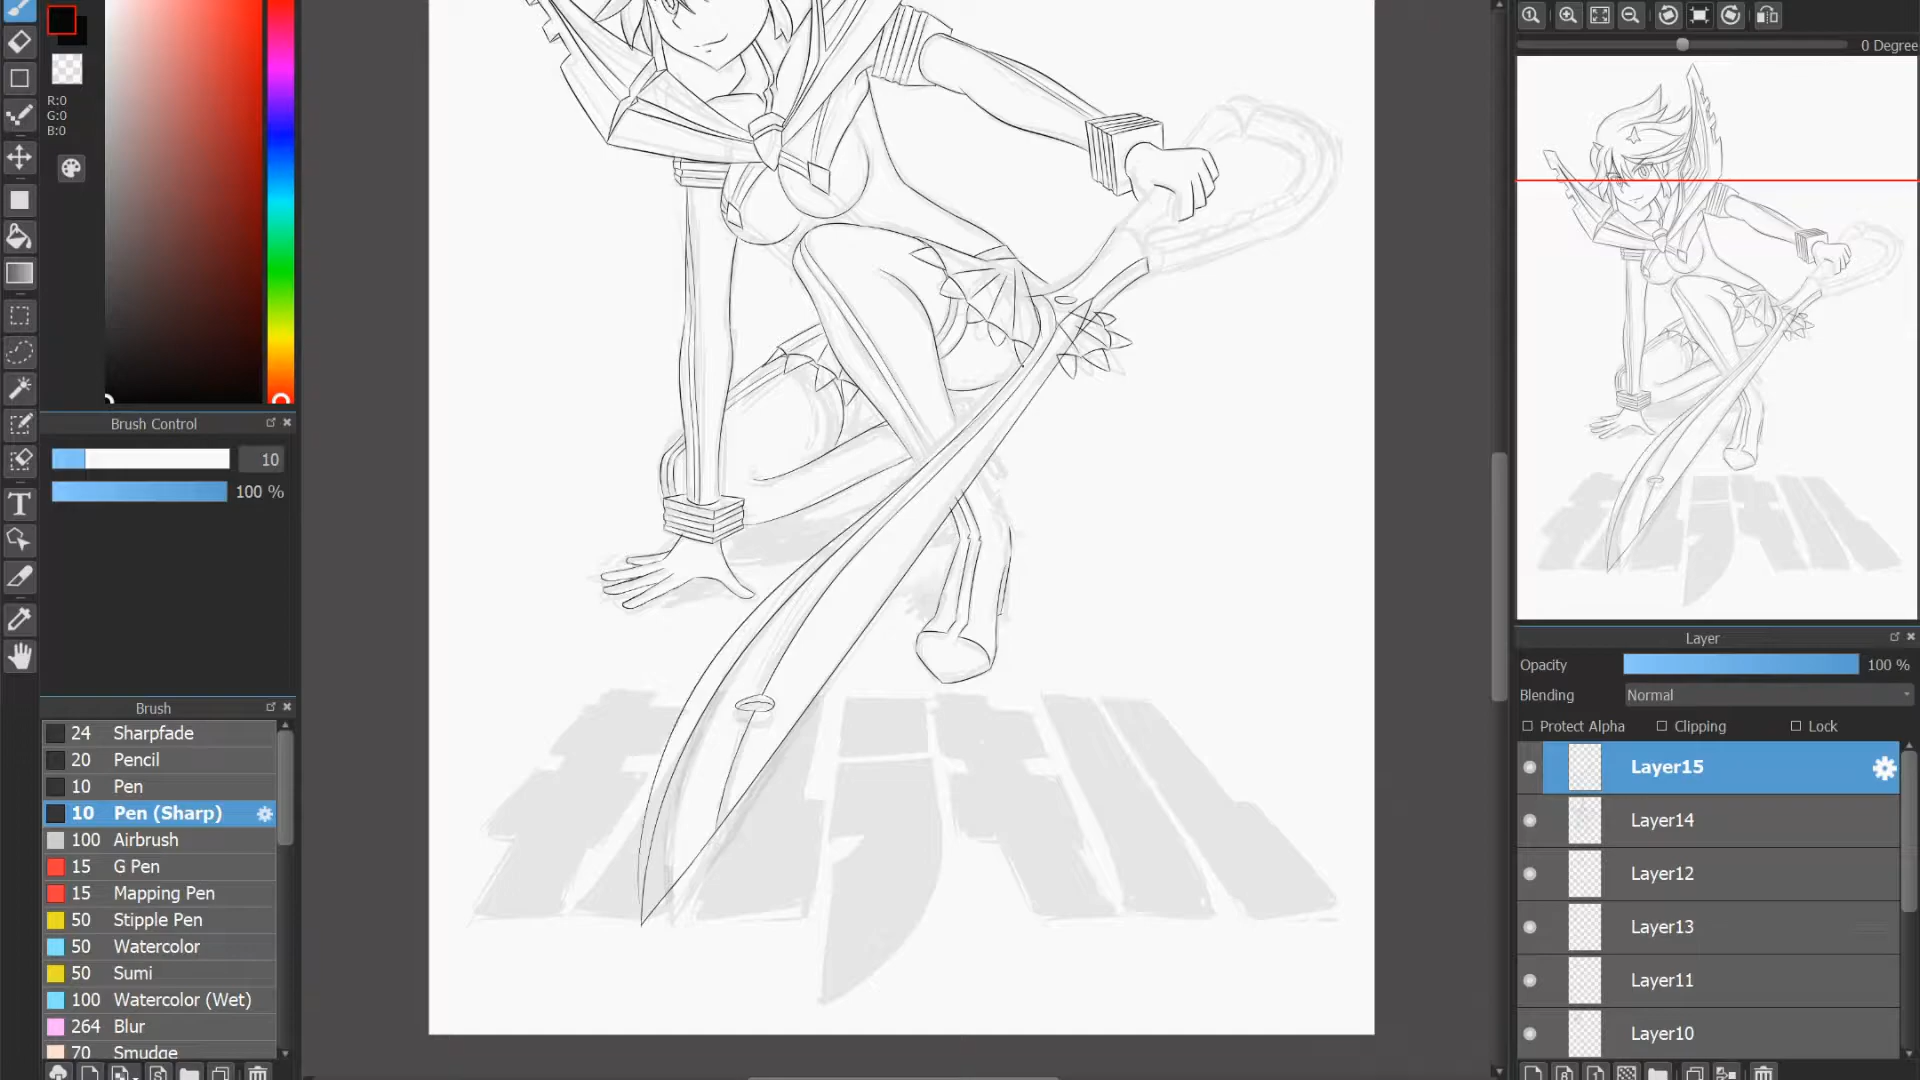 0 Degree
R:0
G:0
B:0
Brush Control
10
100 %
Brush
24 Sharpfade
20 Pencil
10 Pen
10 Pen (Sharp)
100 Airbrush
15 G Pen
15 Mapping Pen
50 Stipple Pen
50 Watercolor
50 Sumi
100 Watercolor (Wet)
264 Blur
70 Smudge
Layer
Opacity 100 %
Blending Normal
Protect Alpha Clipping Lock
Layer15
Layer14
Layer12
Layer13
Layer11
Layer10